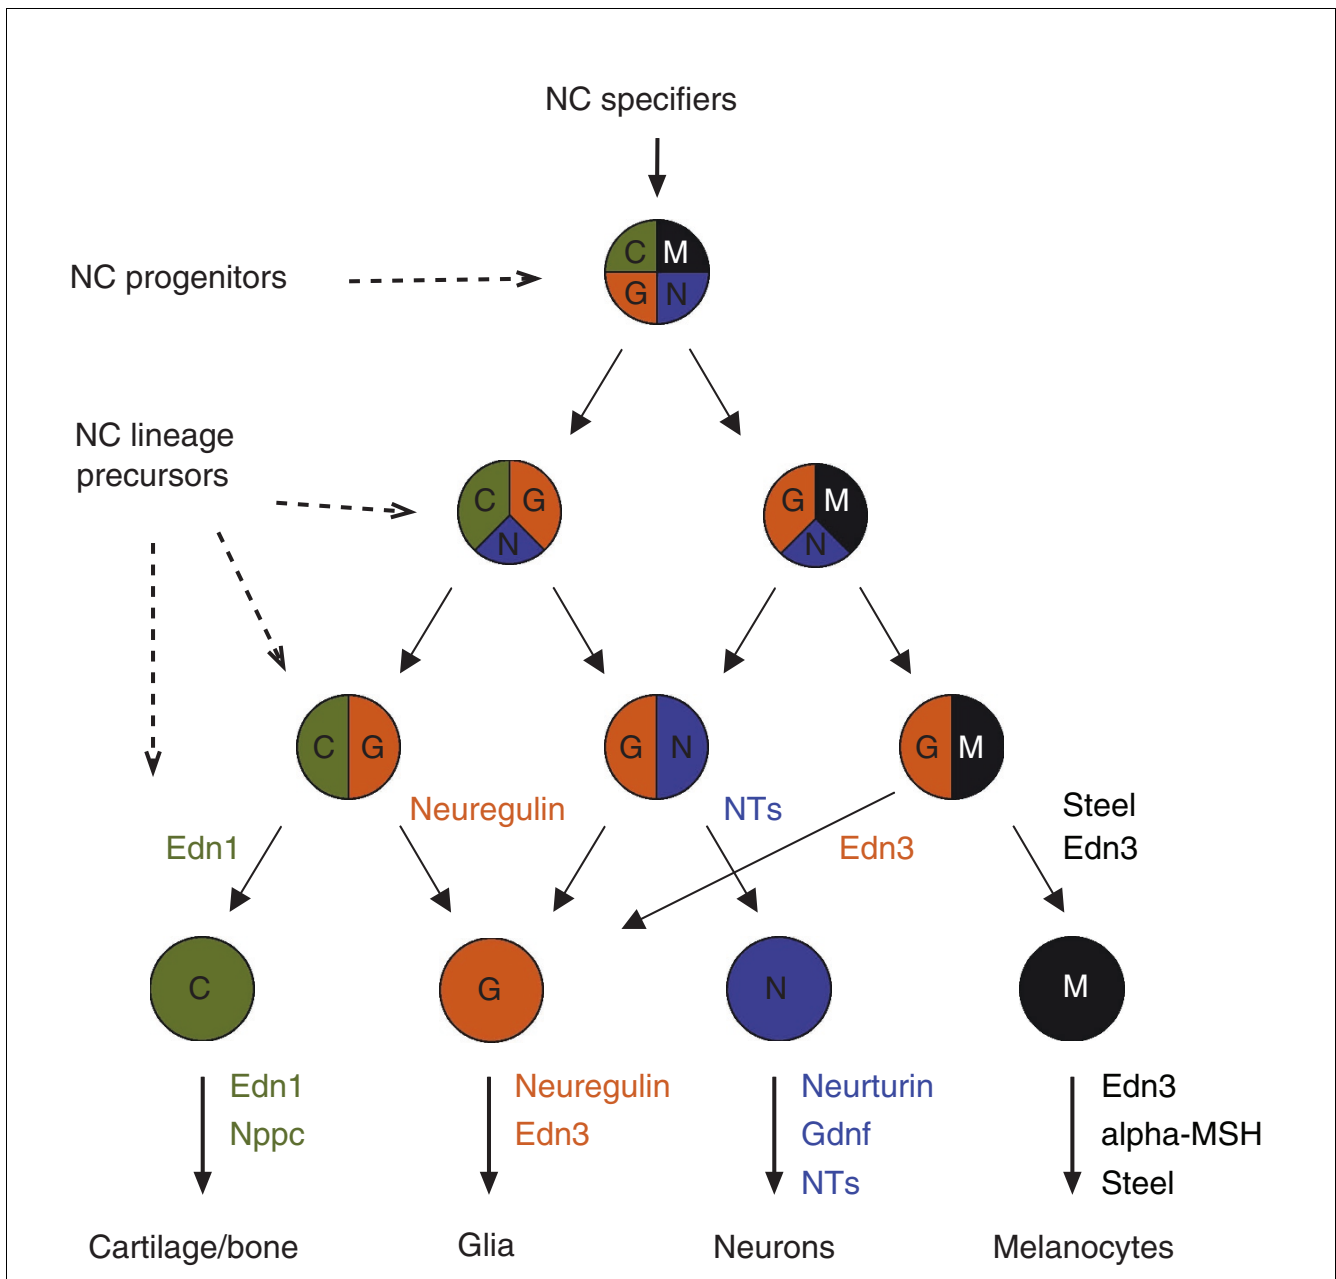 NC specifiers
C M
G N
NC progenitors
NC lineage
precursors
C G
N
G M
N
C G
G N
G M
Neuregulin
NTs
Steel
Edn1
Edn3
Edn3
C
G
N
M
Edn1
Nppc
Neuregulin
Edn3
Neurturin
Gdnf
NTs
Edn3
alpha-MSH
Steel
Cartilage/bone
Glia
Neurons
Melanocytes